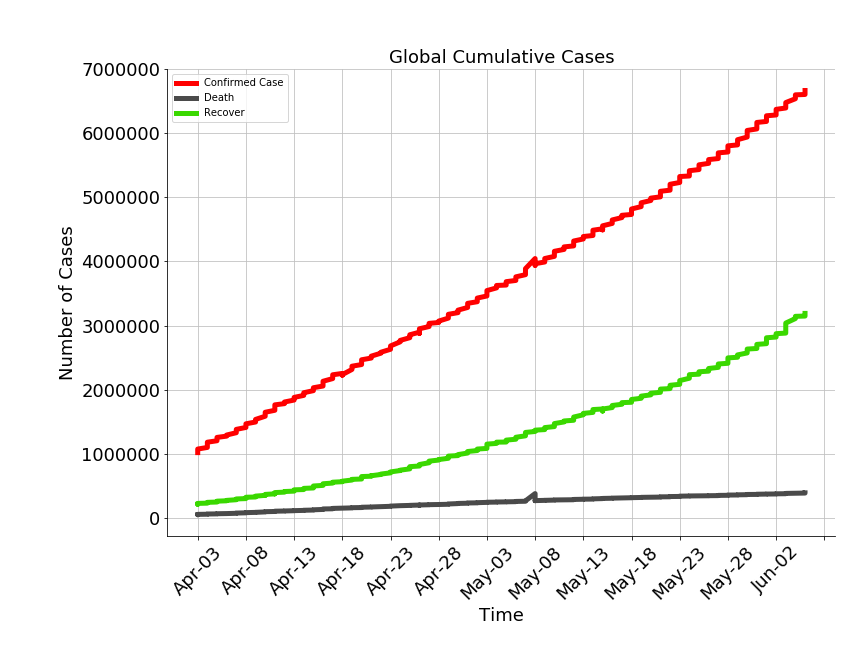 Global Cumulative Cases
7000000
6000000
5000000
4000000
3000000
2000000
1000000
0
Number of Cases
Confirmed Case
Death
Recover
Apr-03
Apr-08
Apr-13
Apr-18
Apr-23
Apr-28
May-03
May-08
May-13
May-18
May-23
May-28
Jun-02
Time